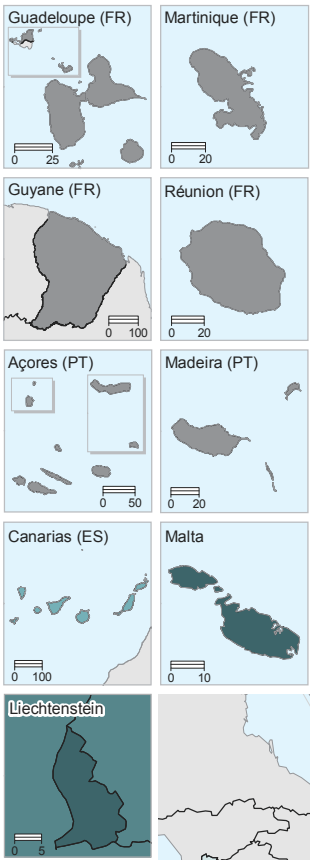 Guadeloupe (FR)
0 25
Martinique (FR)
0 20
Guyane (FR)
0 100
Réunion (FR)
0 20
Açores (PT)
0 50
Madeira (PT)
0 20
Canarias (ES)
0 100
Malta
0 10
Liechtenstein
0 5